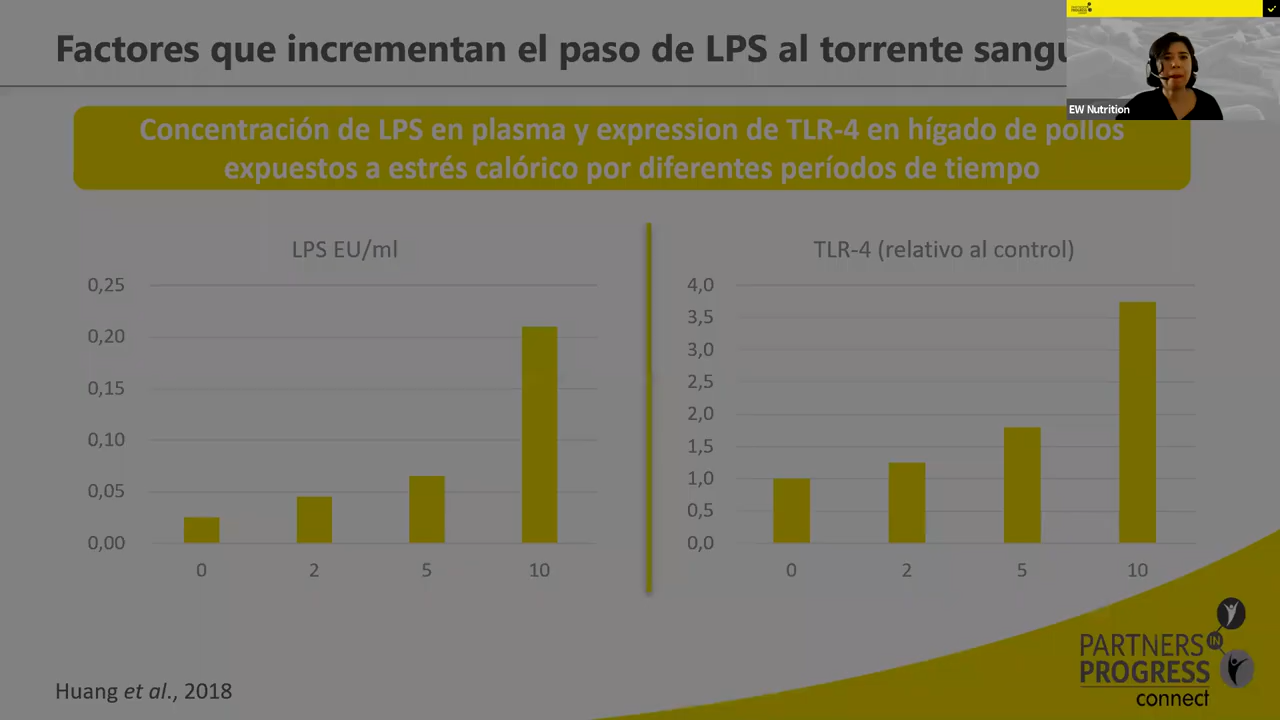 Factores que incrementan el paso de LPS al torrente
EW Nutrition
Concentración de LPS en plasma y expression de TLR-4 en hígado de pollos
expuestos a estrés calórico por diferentes períodos de tiempo
LPS EU/ml
0,25
0,20
0,15
0,10
0,05
0,00
0
2
5
10
TLR-4 (relativo al control)
4,0
3,5
3,0
2,5
2,0
1,5
1,0
0,5
0,0
0
2
5
10
Huang et al., 2018
PARTNERS
IN
PROGRESS
connect